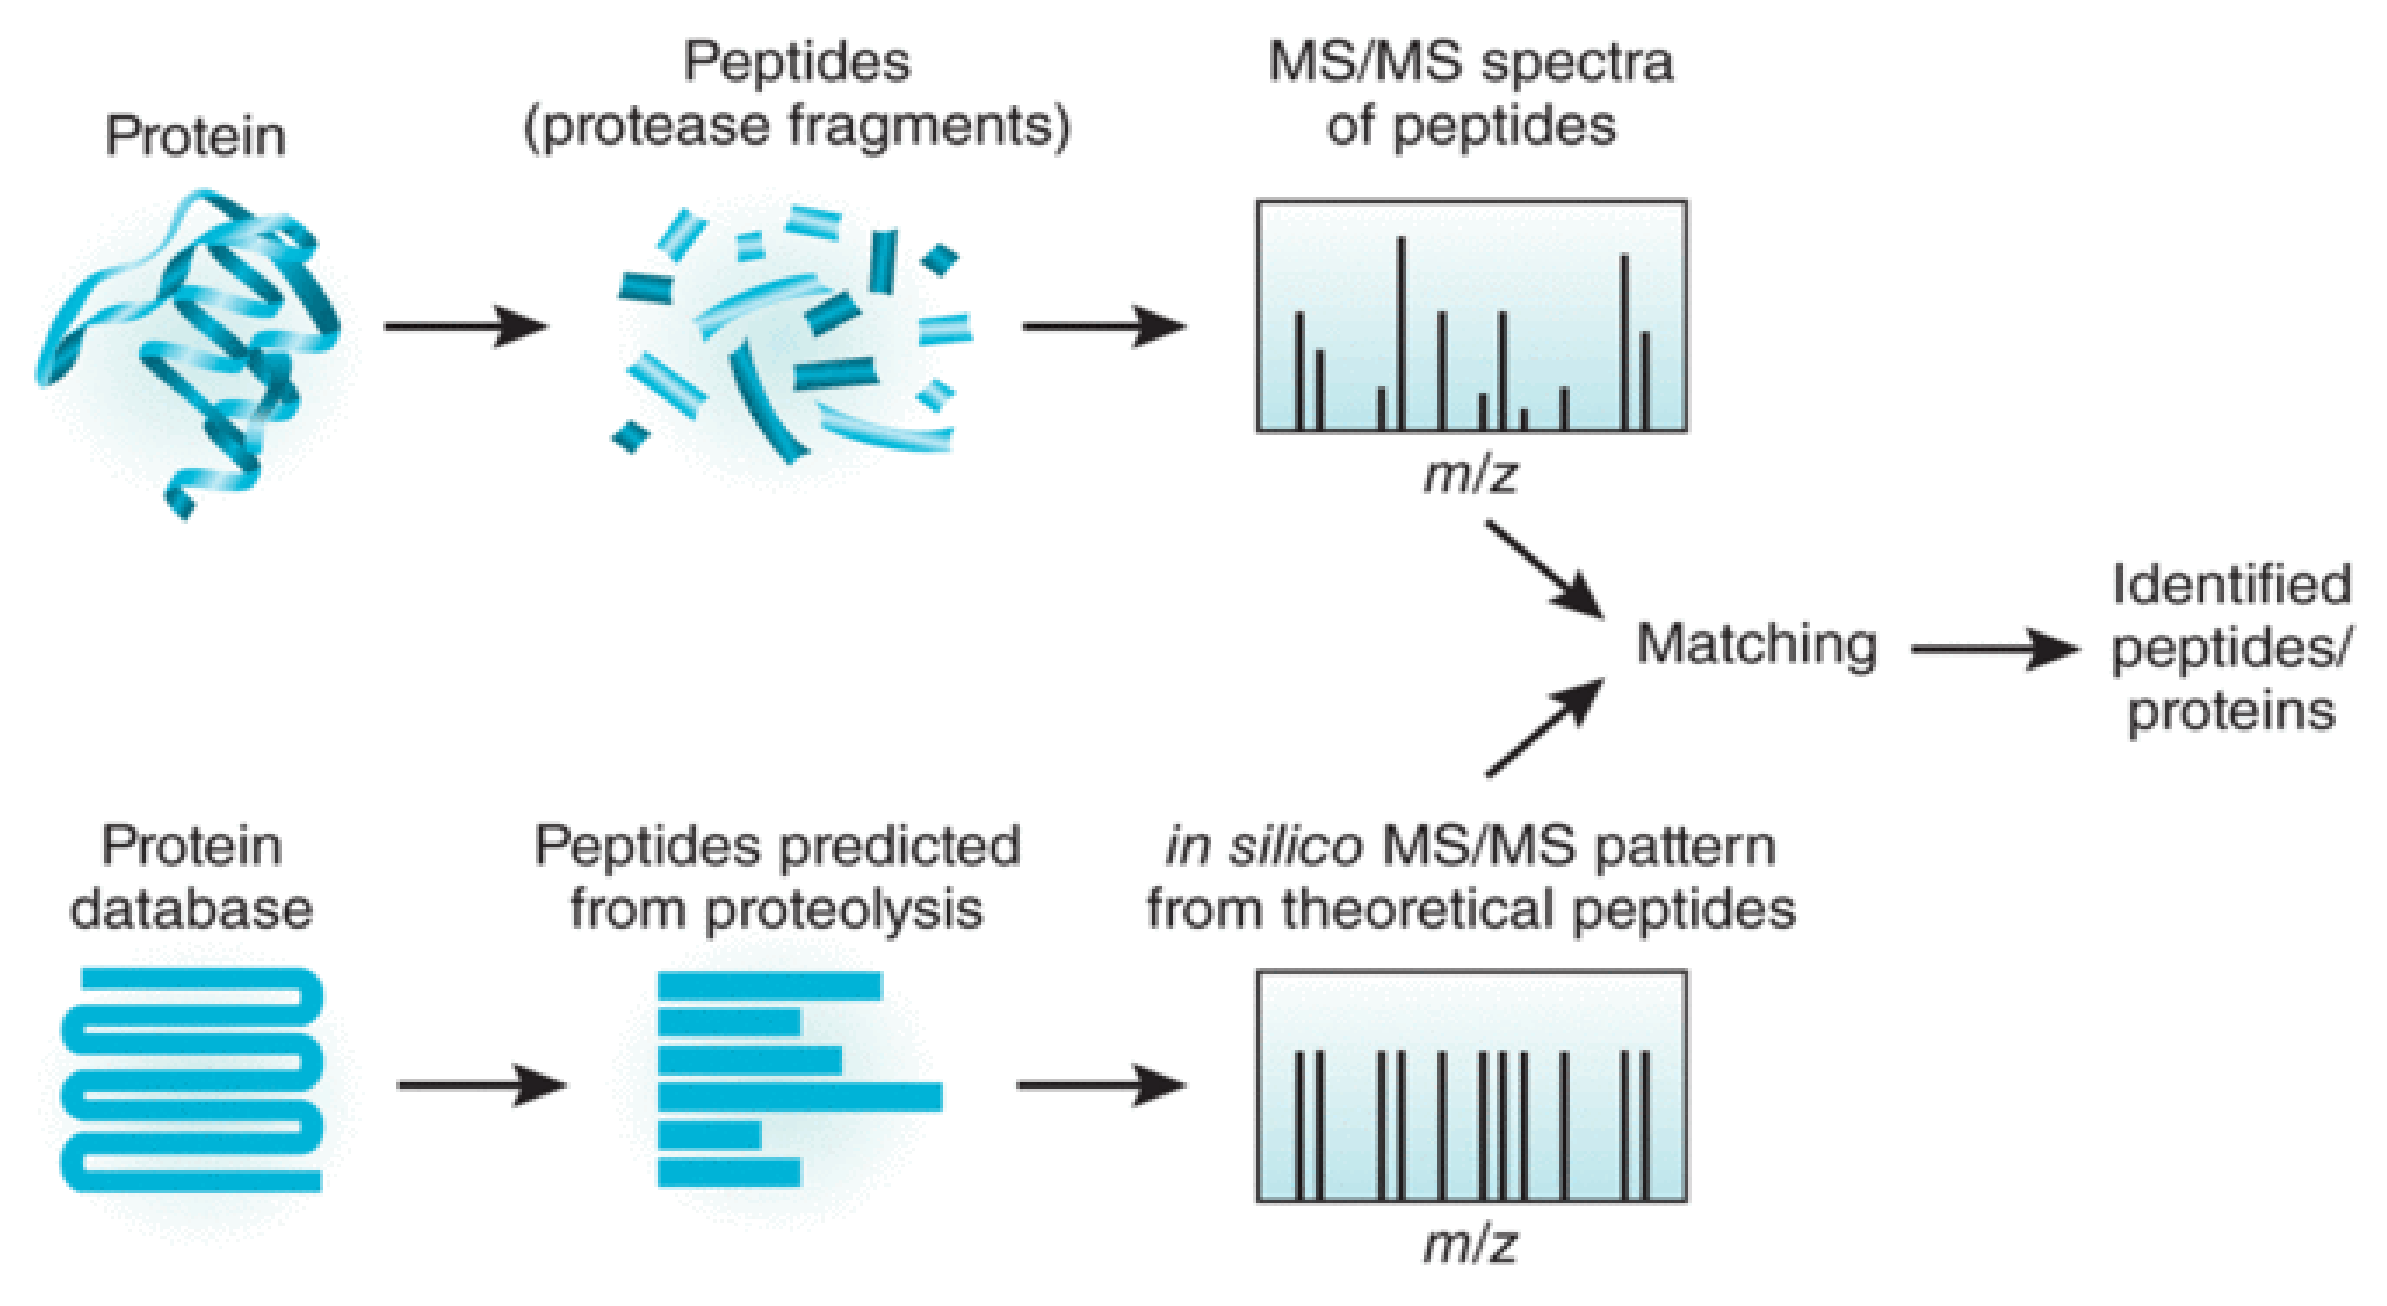 Protein
Peptides
(protease fragments)
MS/MS spectra
of peptides
m/z
Matching
Identified
peptides/
proteins
Protein
database
Peptides predicted
from proteolysis
in silico MS/MS pattern
from theoretical peptides
m/z